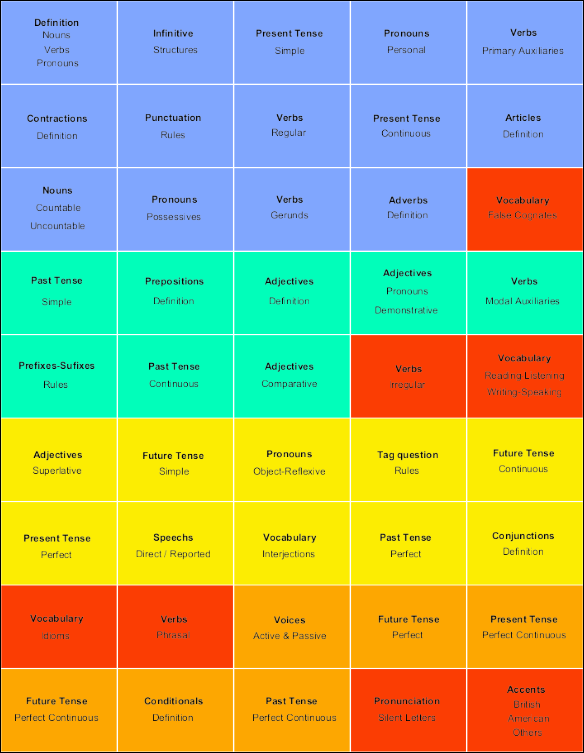 Definition
Nouns
Verbs
Pronouns
Infinitive
Structures
Present Tense
Simple
Pronouns
Personal
Verbs
Primary Auxiliaries
Contractions
Definition
Punctuation
Rules
Verbs
Regular
Present Tense
Continuous
Articles
Definition
Nouns
Countable
Uncountable
Pronouns
Possessives
Verbs
Gerunds
Adverbs
Definition
Vocabulary
False Cognates
Past Tense
Simple
Prepositions
Definition
Adjectives
Definition
Adjectives
Pronouns
Demonstrative
Verbs
Modal Auxiliaries
Prefixes-Sufixes
Rules
Past Tense
Continuous
Adjectives
Comparative
Verbs
Irregular
Vocabulary
Reading-Listening
Writing-Speaking
Adjectives
Superlative
Future Tense
Simple
Pronouns
Object-Reflexive
Tag question
Rules
Future Tense
Continuous
Present Tense
Perfect
Speechs
Direct / Reported
Vocabulary
Interjections
Past Tense
Perfect
Conjunctions
Definition
Vocabulary
Idioms
Verbs
Phrasal
Voices
Active & Passive
Future Tense
Perfect
Present Tense
Perfect Continuous
Future Tense
Perfect Continuous
Conditionals
Definition
Past Tense
Perfect Continuous
Pronunciation
Silent Letters
Accents
British
American
Others